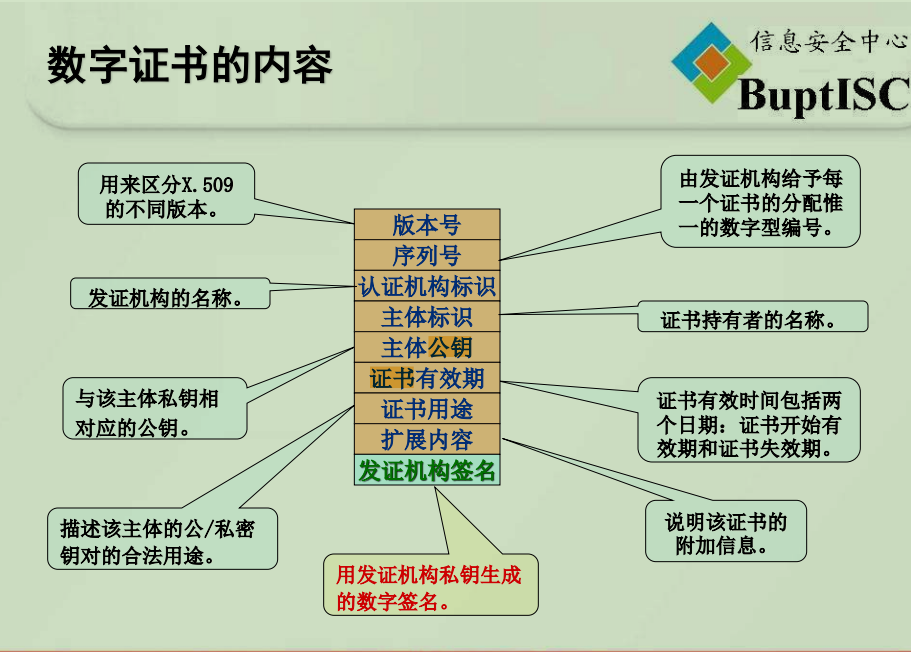 数字证书的内容
信息安全中心
BuptISC
用来区分X.509
的不同版本。
由发证机构给予每
一个证书的分配惟
一的数字型编号。
版本号
序列号
认证机构标识
主体标识
主体公钥
证书有效期
证书用途
扩展内容
发证机构签名
发证机构的名称。
证书持有者的名称。
与该主体私钥相
对应的公钥。
证书有效时间包括两
个日期：证书开始有
效期和证书失效期。
描述该主体的公/私密
钥对的合法用途。
说明该证书的
附加信息。
用发证机构私钥生成
的数字签名。